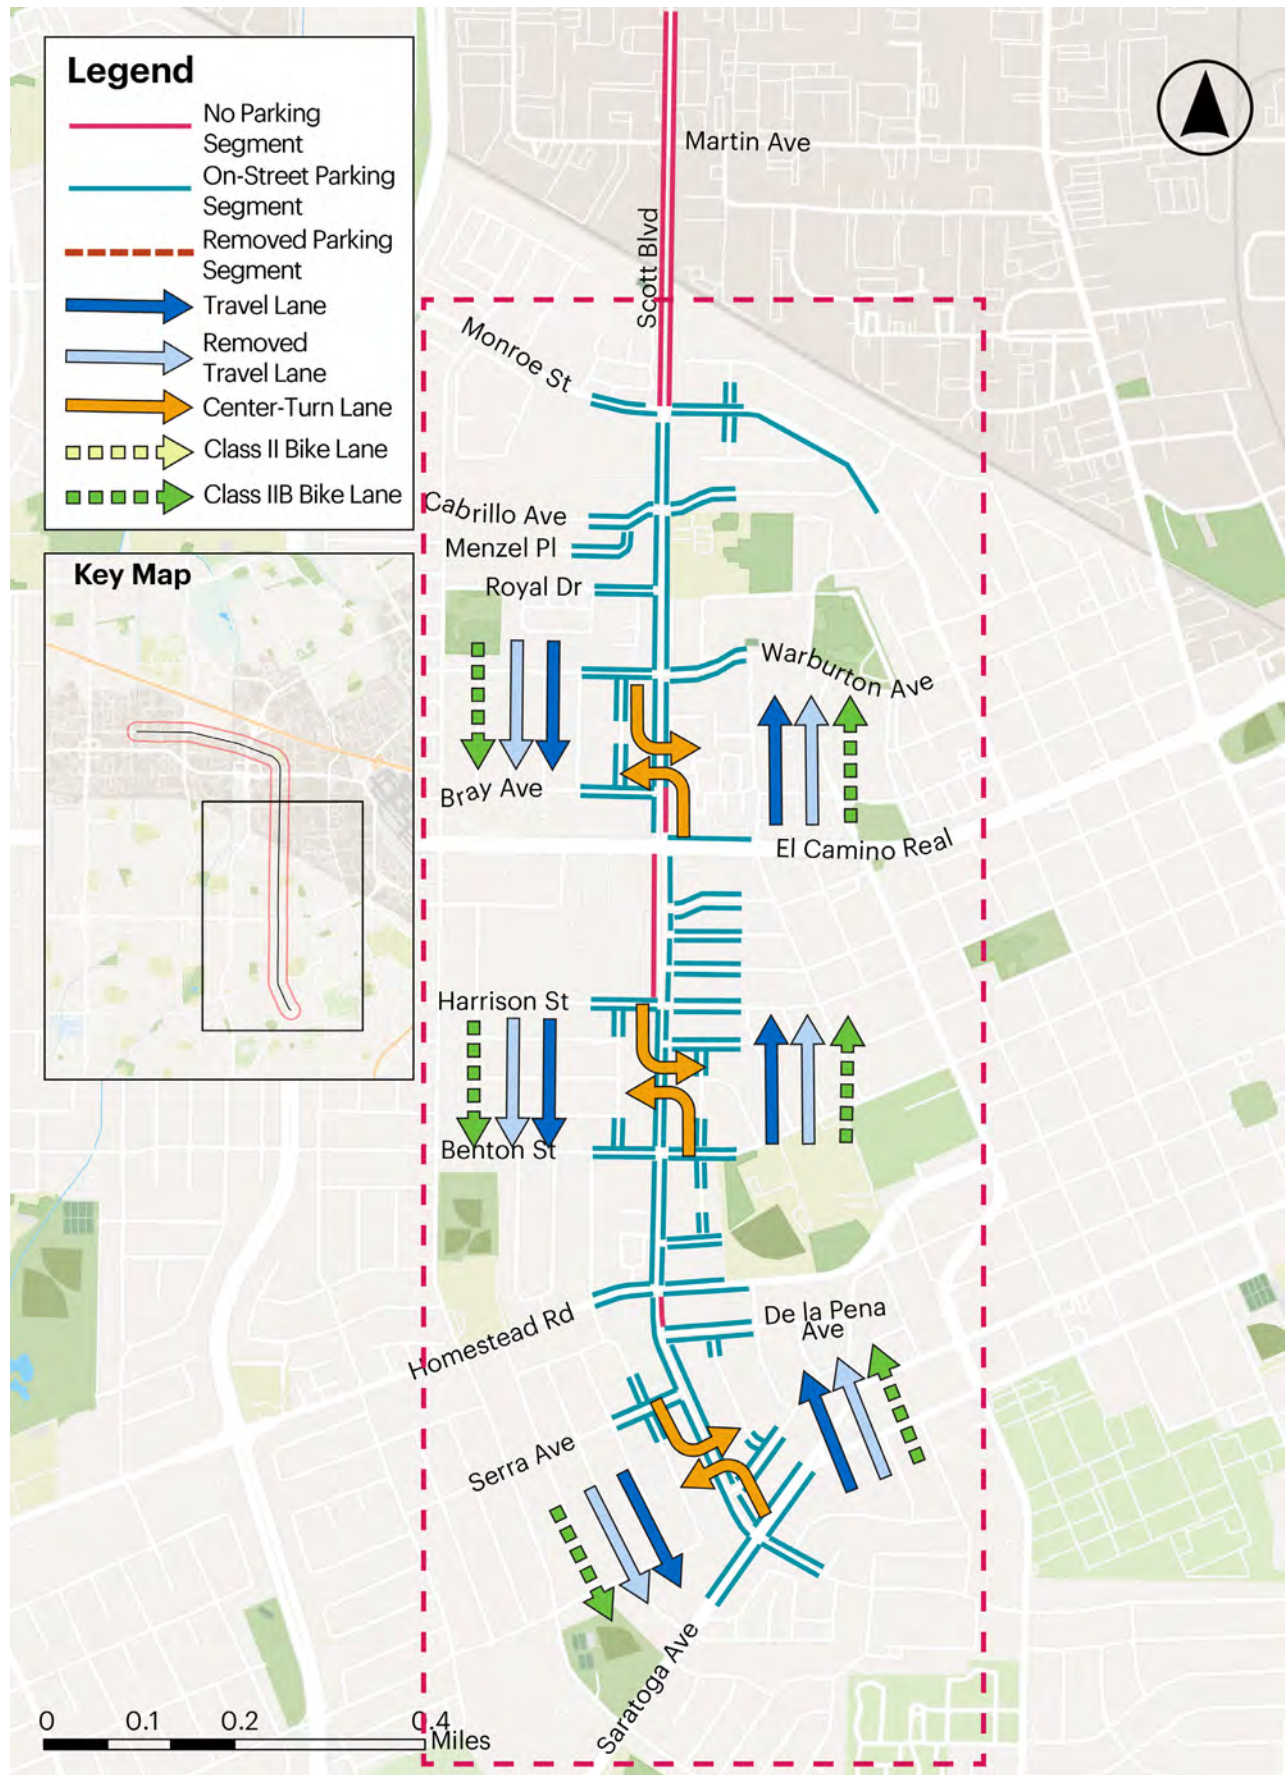 Legend
No Parking
Segment
On-Street Parking
Segment
Removed Parking
Segment
Travel Lane
Removed
Travel Lane
Center-Turn Lane
Class II Bike Lane
Class IIB Bike Lane
Key Map
Martin Ave
Scott Blvd
Monroe St
Cabrillo Ave
Menzel Pl
Royal Dr
Warburton Ave
Bray Ave
El Camino Real
Harrison St
Benton St
Homestead Rd
De la Pena
Ave
Serra Ave
Saratoga Ave
0 0.1 0.2 0.4
Miles